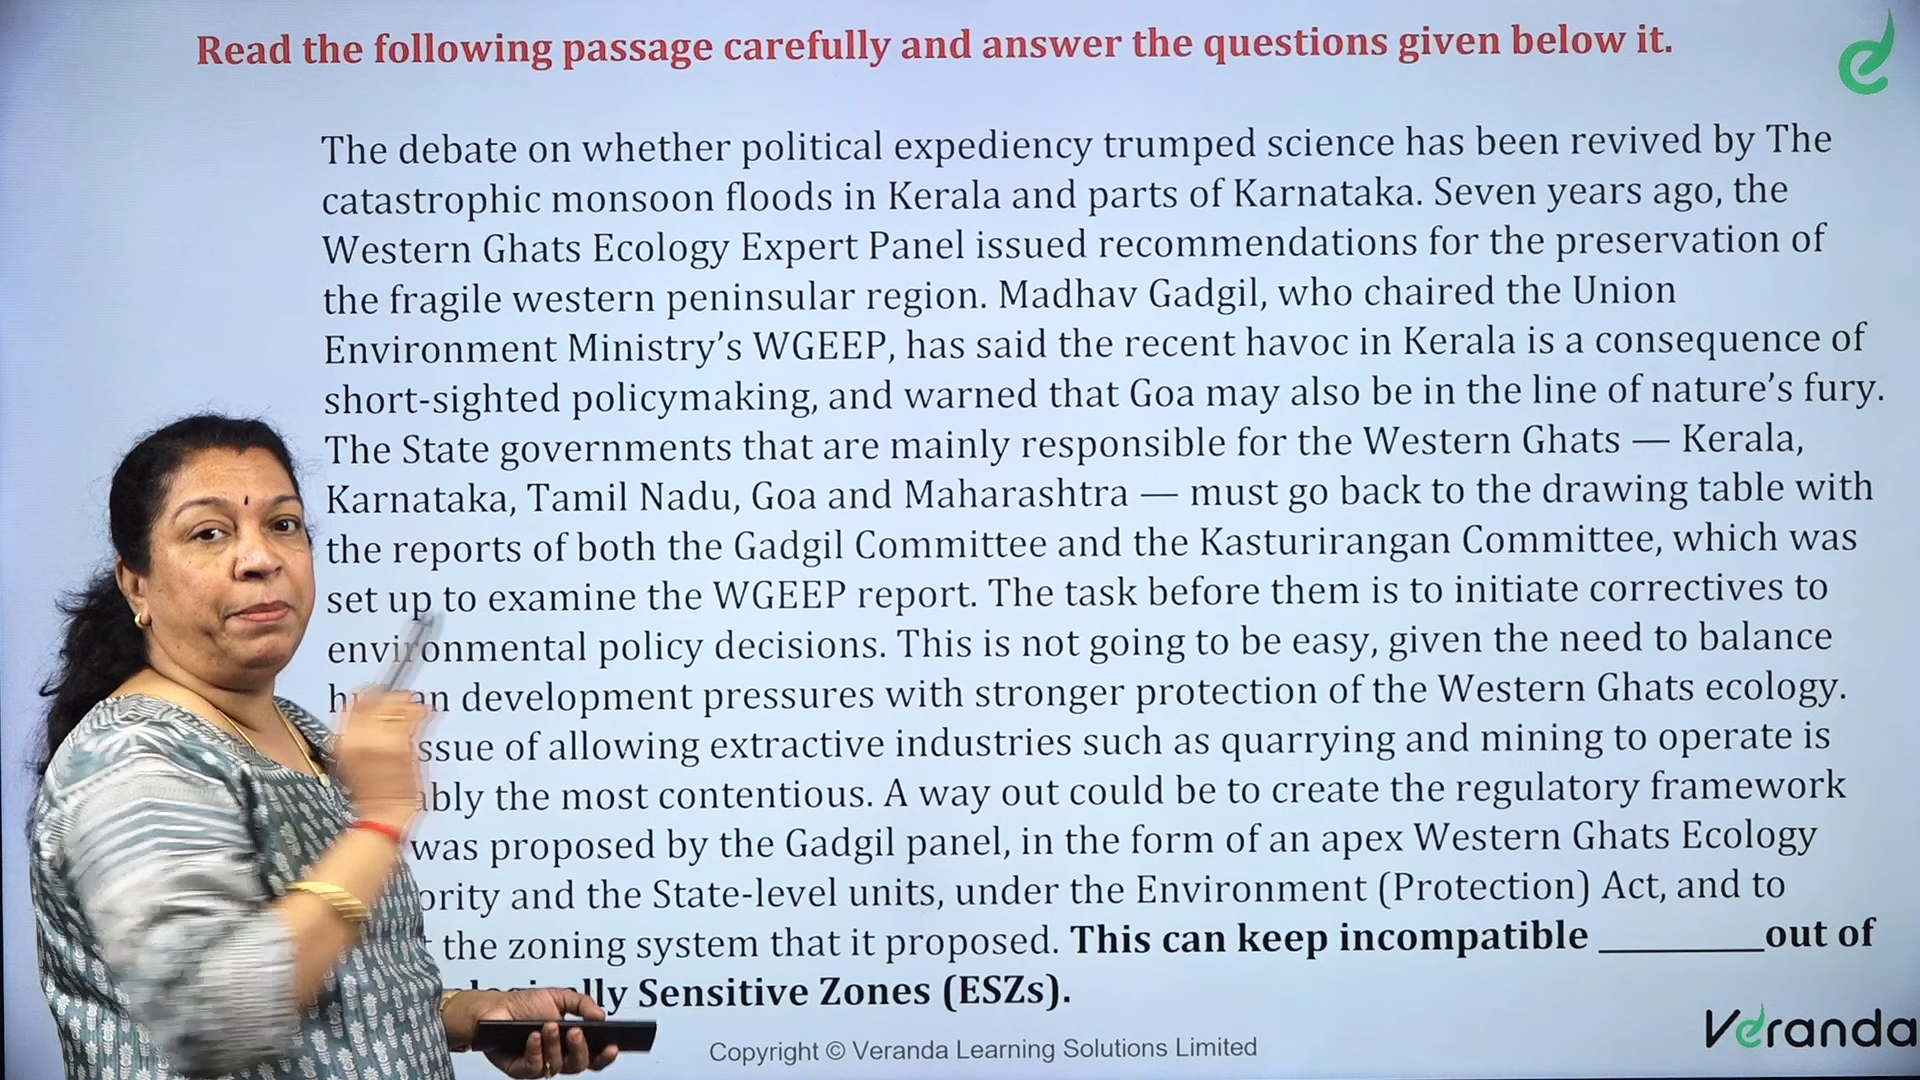 Read the following passage carefully and answer the questions given below it.
The debate on whether political expediency trumped science has been revived by The
catastrophic monsoon floods in Kerala and parts of Karnataka. Seven years ago, the
Western Ghats Ecology Expert Panel issued recommendations for the preservation of
the fragile western peninsular region. Madhav Gadgil, who chaired the Union
Environment Ministry’s WGEEP, has said the recent havoc in Kerala is a consequence of
short-sighted policymaking, and warned that Goa may also be in the line of nature’s fury.
The State governments that are mainly responsible for the Western Ghats — Kerala,
Karnataka, Tamil Nadu, Goa and Maharashtra — must go back to the drawing table with
the reports of both the Gadgil Committee and the Kasturirangan Committee, which was
set up to examine the WGEEP report. The task before them is to initiate correctives to
environmental policy decisions. This is not going to be easy, given the need to balance
development pressures with stronger protection of the Western Ghats ecology.
issue of allowing extractive industries such as quarrying and mining to operate is
the most contentious. A way out could be to create the regulatory framework
was proposed by the Gadgil panel, in the form of an apex Western Ghats Ecology
and the State-level units, under the Environment (Protection) Act, and to
the zoning system that it proposed. This can keep incompatible ________out of
Sensitive Zones (ESZs).
Veranda
Copyright © Veranda Learning Solutions Limited